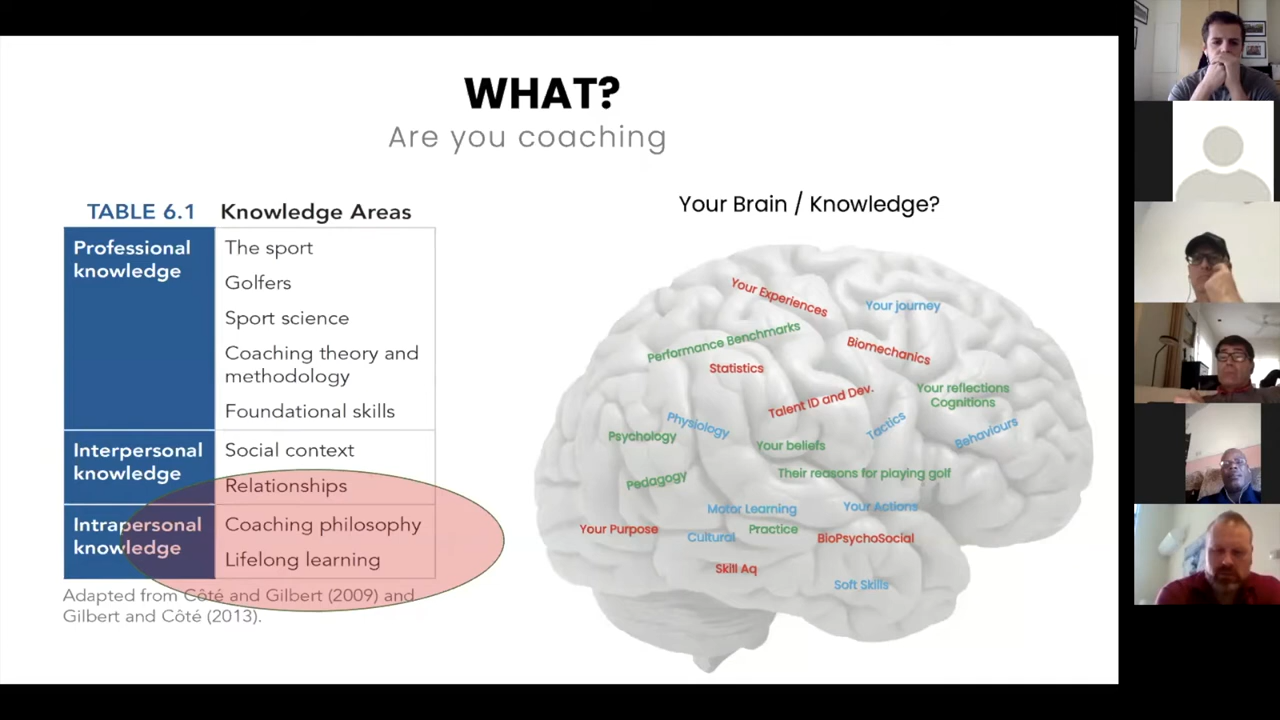 WHAT?
Are you coaching
TABLE 6.1 Knowledge Areas
Professional knowledge
The sport
Golfers
Sport science
Coaching theory and
methodology
Foundational skills
Interpersonal
knowledge
Social context
Relationships
Intrapersonal
knowledge
Coaching philosophy
Lifelong learning
Adapted from Côté and Gilbert (2009) and
Gilbert and Côté (2013).
Your Brain / Knowledge?
Your Experiences
Your journey
Performance Benchmarks
Biomechanics
Statistics
Talent ID and Dev.
Your reflections
Cognitions
Physiology
Tactics
Behaviours
Psychology
Your beliefs
Pedagogy
Their reasons for playing golf
Motor Learning
Your Actions
Your Purpose
Cultural
Practice
BioPsychoSocial
Skill Aq
Soft Skills